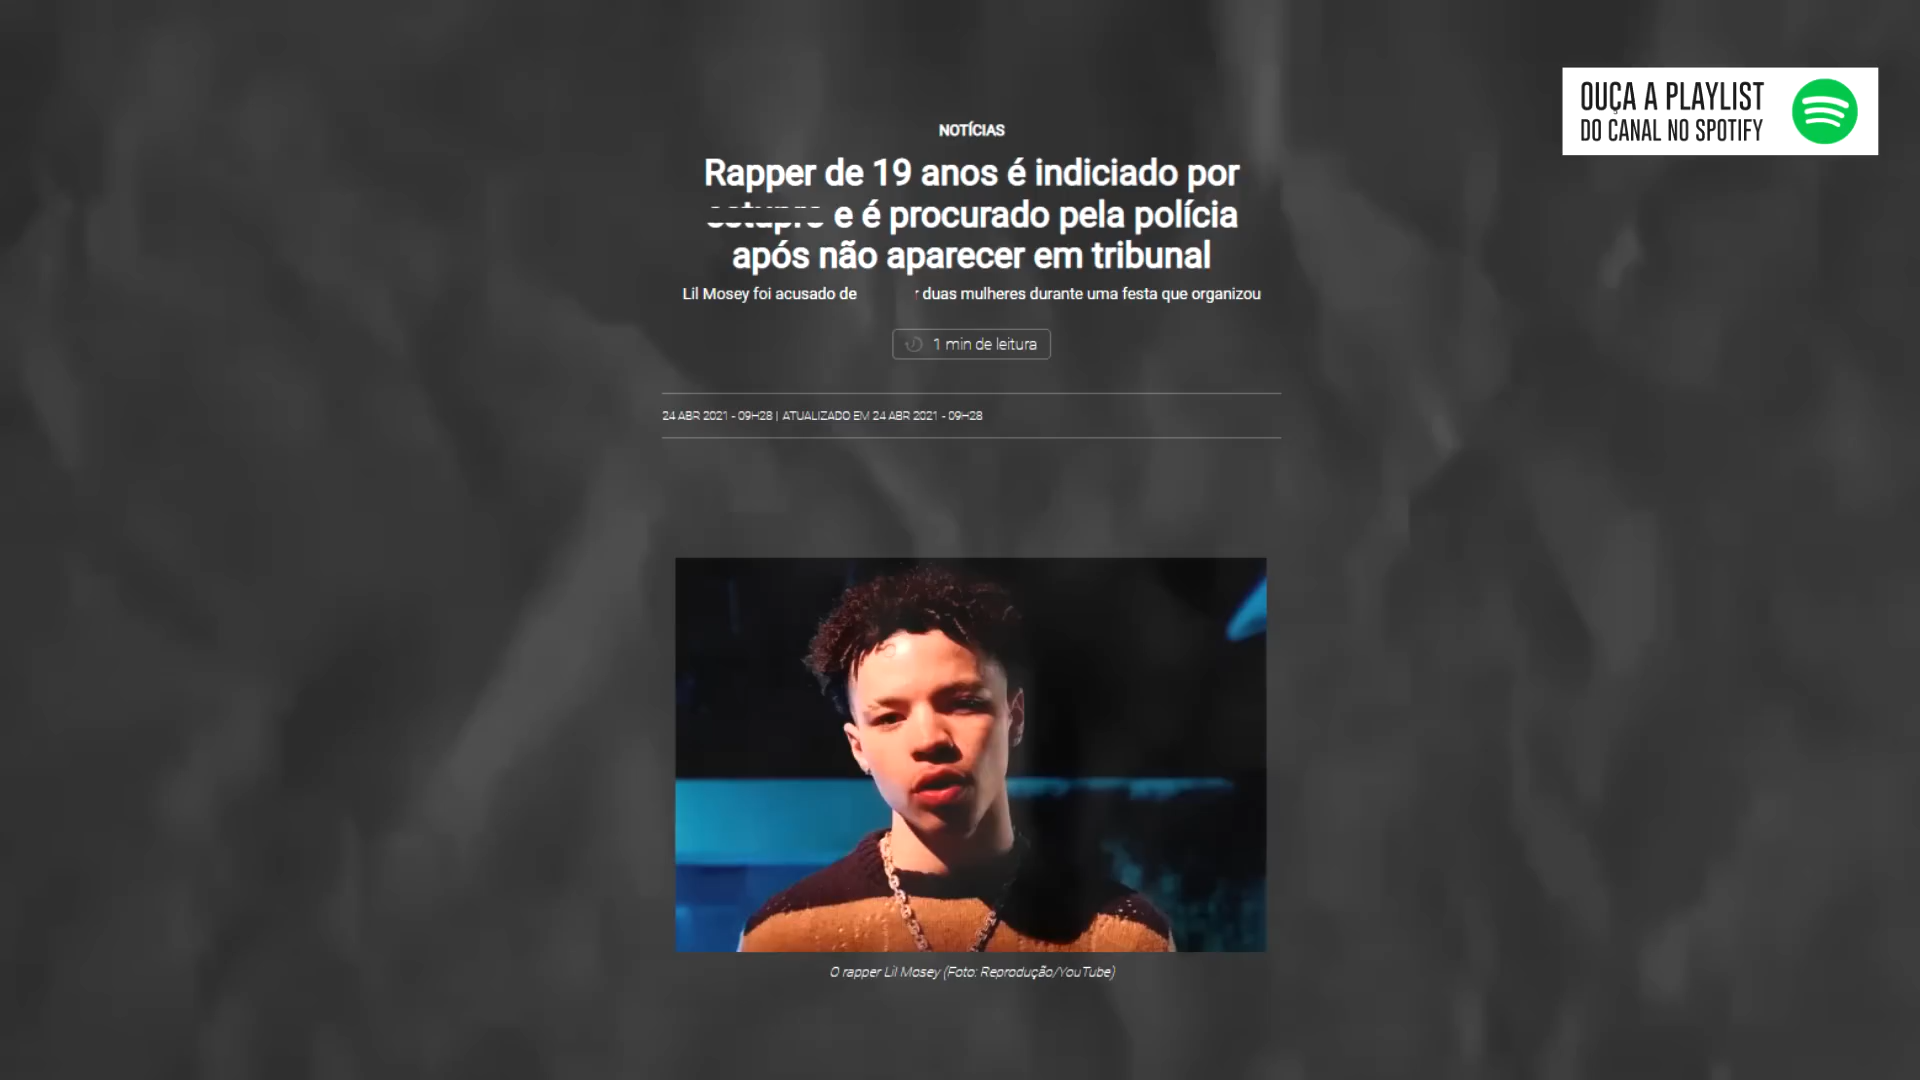 OUÇA A PLAYLIST
DO CANAL NO SPOTIFY
NOTÍCIAS
Rapper de 19 anos é indiciado por
estupro e é procurado pela polícia
após não aparecer em tribunal
Lil Mosey foi acusado de r duas mulheres durante uma festa que organizou
1 min de leitura
24 ABR 2021 - 09H28 | ATUALIZADO EM 24 ABR 2021 - 09H28
O rapper Lil Mosey (Foto: Reprodução/YouTube)